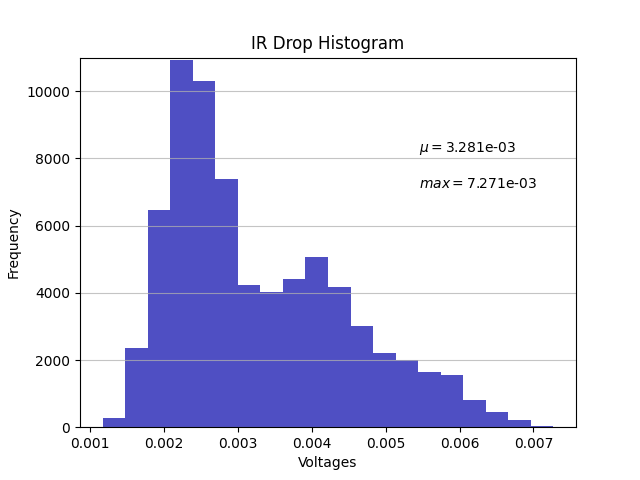 IR Drop Histogram
10000
8000
6000
4000
2000
0
Frequency
μ = 3.281e-03
max = 7.271e-03
0.001 0.002 0.003 0.004 0.005 0.006 0.007
Voltages